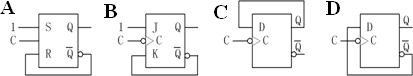 A B C D
1 S Q 1 J Q D Q D Q
C C C C C C C
R Q̅ K Q̅ Q̅ Q̅